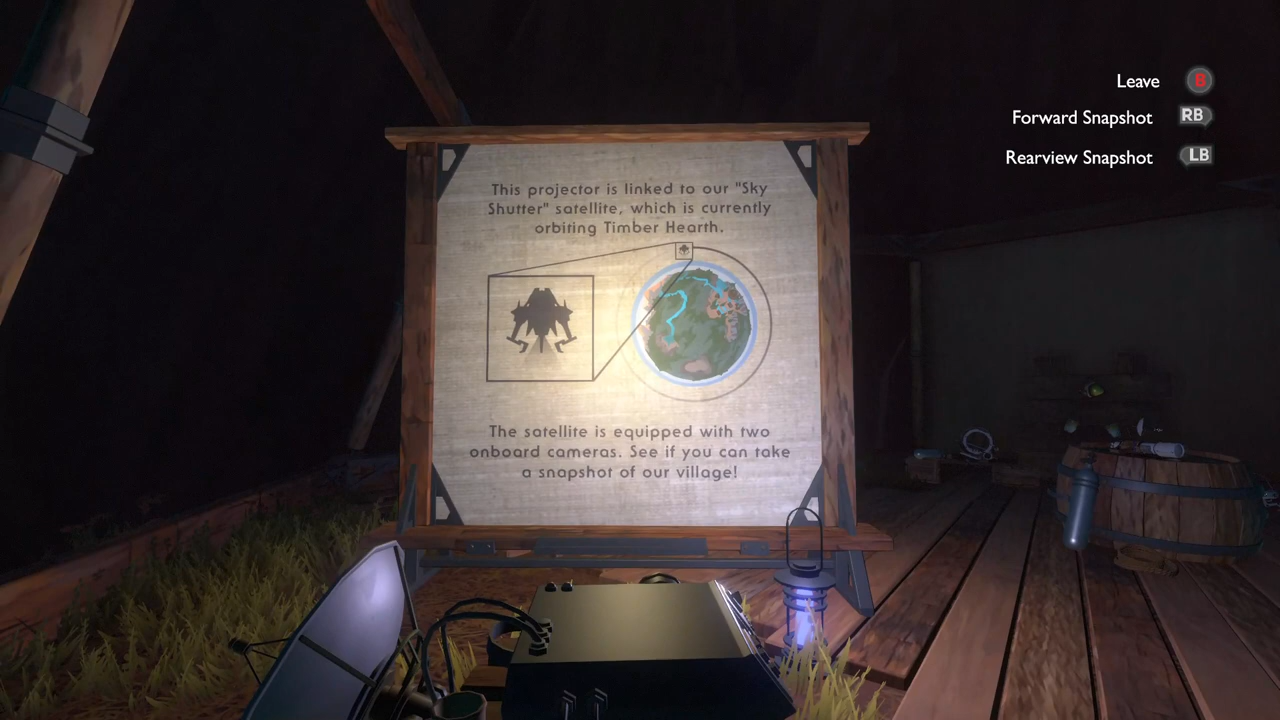 Leave B
Forward Snapshot RB
Rearview Snapshot LB
This projector is linked to our "Sky
Shutter" satellite, which is currently
orbiting Timber Hearth.
The satellite is equipped with two
onboard cameras. See if you can take
a snapshot of our village!